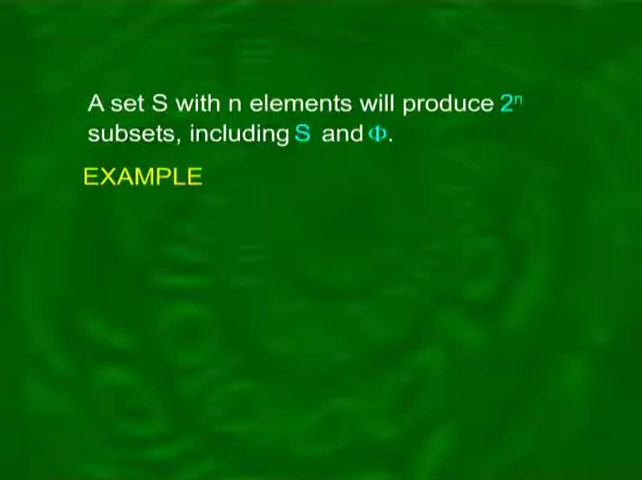 A set S with n elements will produce 2ⁿ
subsets, including S and Φ.
EXAMPLE